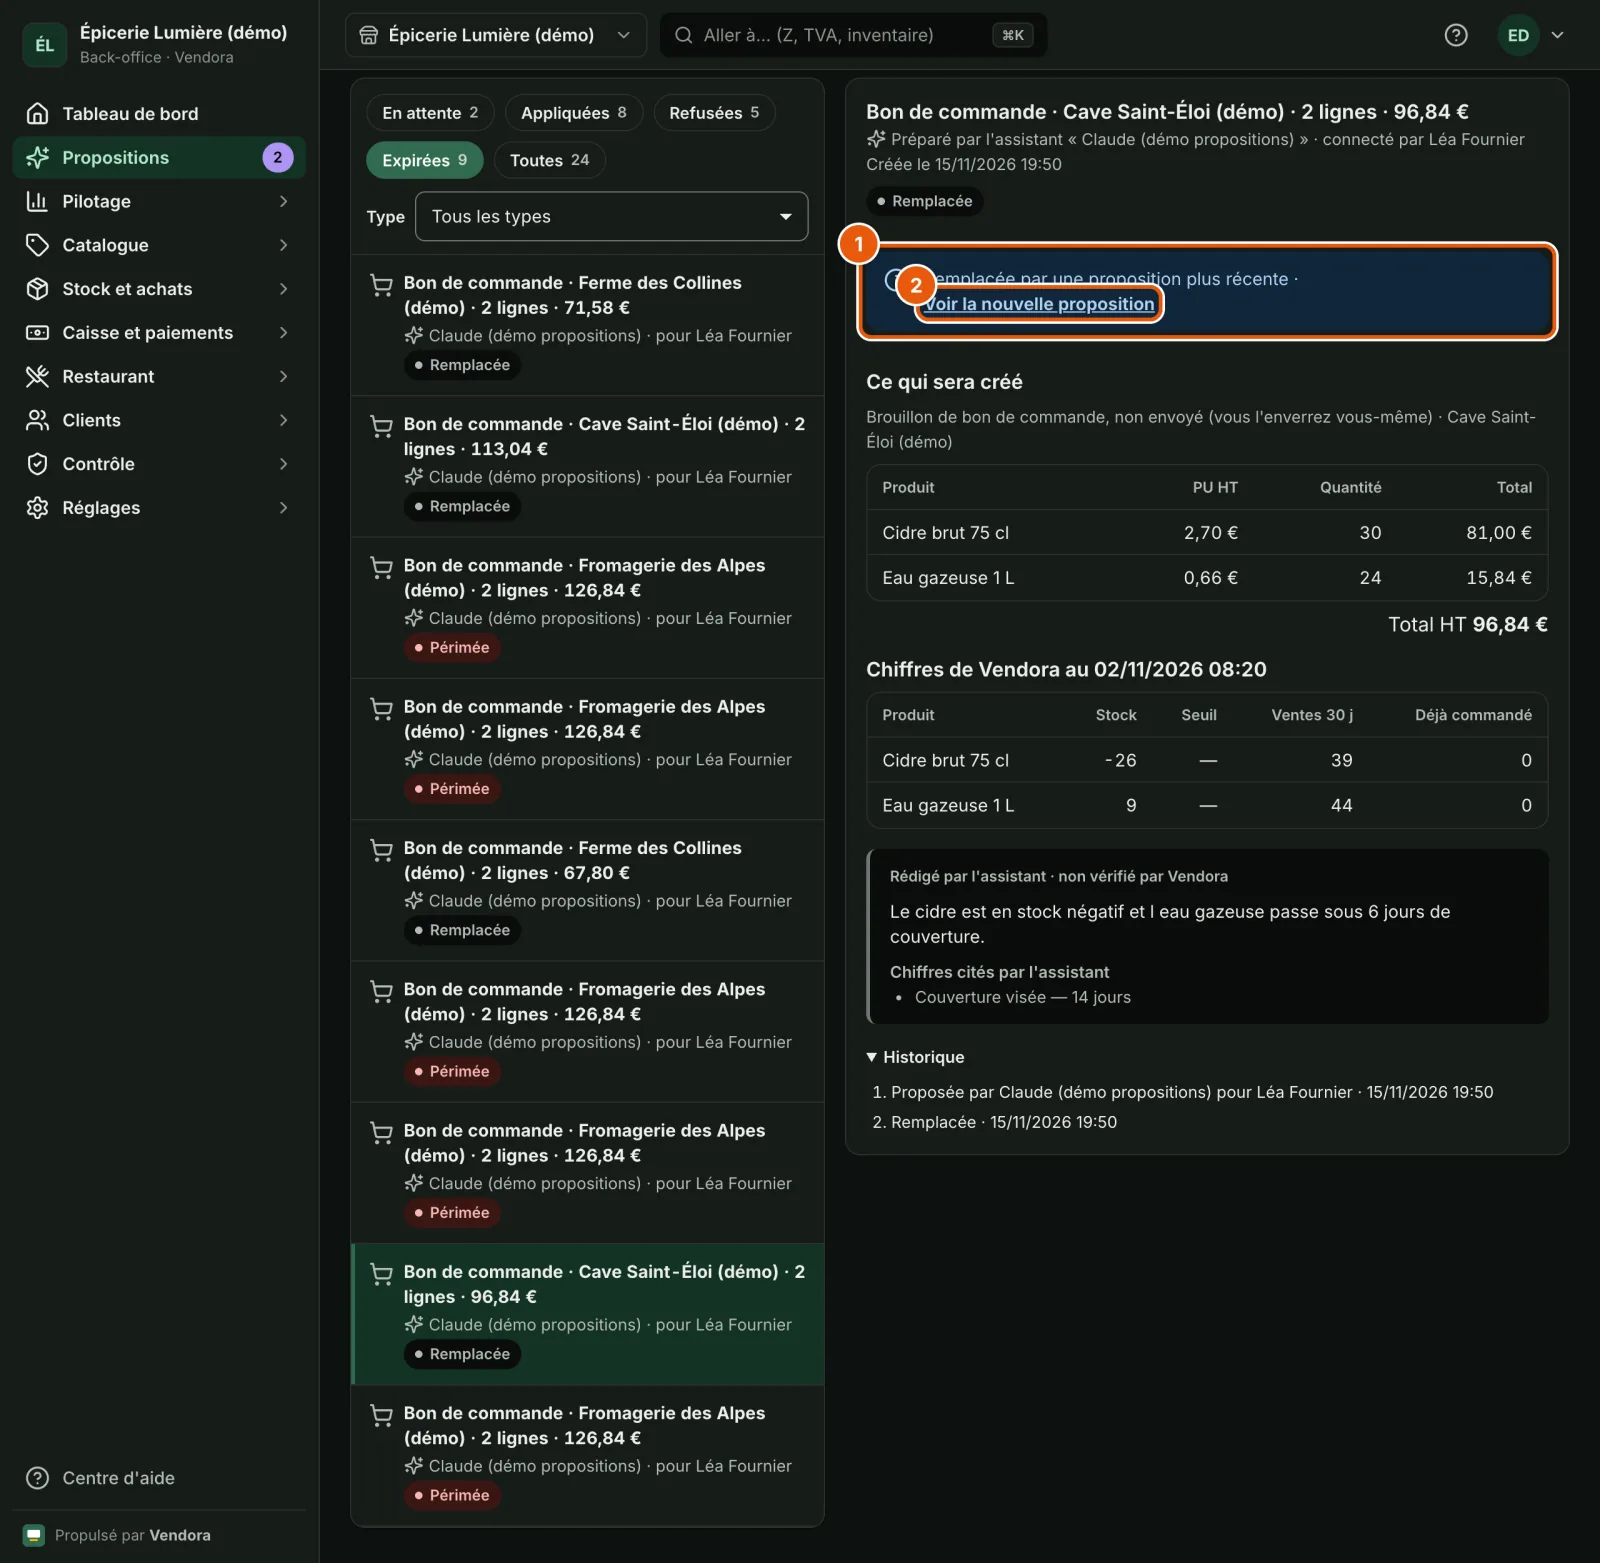 ÉL
Épicerie Lumière (démo)
Back-office · Vendora
Tableau de bord
Propositions
2
Pilotage
Catalogue
Stock et achats
Caisse et paiements
Restaurant
Clients
Contrôle
Réglages
Centre d'aide
Propulsé par Vendora
Épicerie Lumière (démo)
Aller à... (Z, TVA, inventaire)
⌘K
ED
En attente 2
Appliquées 8
Refusées 5
Expirées 9
Toutes 24
Type
Tous les types
Bon de commande · Ferme des Collines
(démo) · 2 lignes · 71,58 €
Claude (démo propositions) · pour Léa Fournier
Remplacée
Bon de commande · Cave Saint-Éloi (démo) · 2
lignes · 113,04 €
Claude (démo propositions) · pour Léa Fournier
Remplacée
Bon de commande · Fromagerie des Alpes
(démo) · 2 lignes · 126,84 €
Claude (démo propositions) · pour Léa Fournier
Périmée
Bon de commande · Fromagerie des Alpes
(démo) · 2 lignes · 126,84 €
Claude (démo propositions) · pour Léa Fournier
Périmée
Bon de commande · Ferme des Collines
(démo) · 2 lignes · 67,80 €
Claude (démo propositions) · pour Léa Fournier
Remplacée
Bon de commande · Fromagerie des Alpes
(démo) · 2 lignes · 126,84 €
Claude (démo propositions) · pour Léa Fournier
Périmée
Bon de commande · Fromagerie des Alpes
(démo) · 2 lignes · 126,84 €
Claude (démo propositions) · pour Léa Fournier
Périmée
Bon de commande · Cave Saint-Éloi (démo) · 2
lignes · 96,84 €
Claude (démo propositions) · pour Léa Fournier
Remplacée
Bon de commande · Fromagerie des Alpes
(démo) · 2 lignes · 126,84 €
Claude (démo propositions) · pour Léa Fournier
Périmée
Bon de commande · Cave Saint-Éloi (démo) · 2 lignes · 96,84 €
Préparé par l'assistant « Claude (démo propositions) » · connecté par Léa Fournier
Créée le 15/11/2026 19:50
Remplacée
1
2
Remplacée par une proposition plus récente ·
Voir la nouvelle proposition
Ce qui sera créé
Brouillon de bon de commande, non envoyé (vous l'enverrez vous-même) · Cave Saint-
Éloi (démo)
Produit PU HT Quantité Total
Cidre brut 75 cl 2,70 € 30 81,00 €
Eau gazeuse 1 L 0,66 € 24 15,84 €
Total HT 96,84 €
Chiffres de Vendora au 02/11/2026 08:20
Produit Stock Seuil Ventes 30 j Déjà commandé
Cidre brut 75 cl -26 — 39 0
Eau gazeuse 1 L 9 — 44 0
Rédigé par l'assistant · non vérifié par Vendora
Le cidre est en stock négatif et l eau gazeuse passe sous 6 jours de
couverture.
Chiffres cités par l'assistant
• Couverture visée — 14 jours
▼ Historique
1. Proposée par Claude (démo propositions) pour Léa Fournier · 15/11/2026 19:50
2. Remplacée · 15/11/2026 19:50